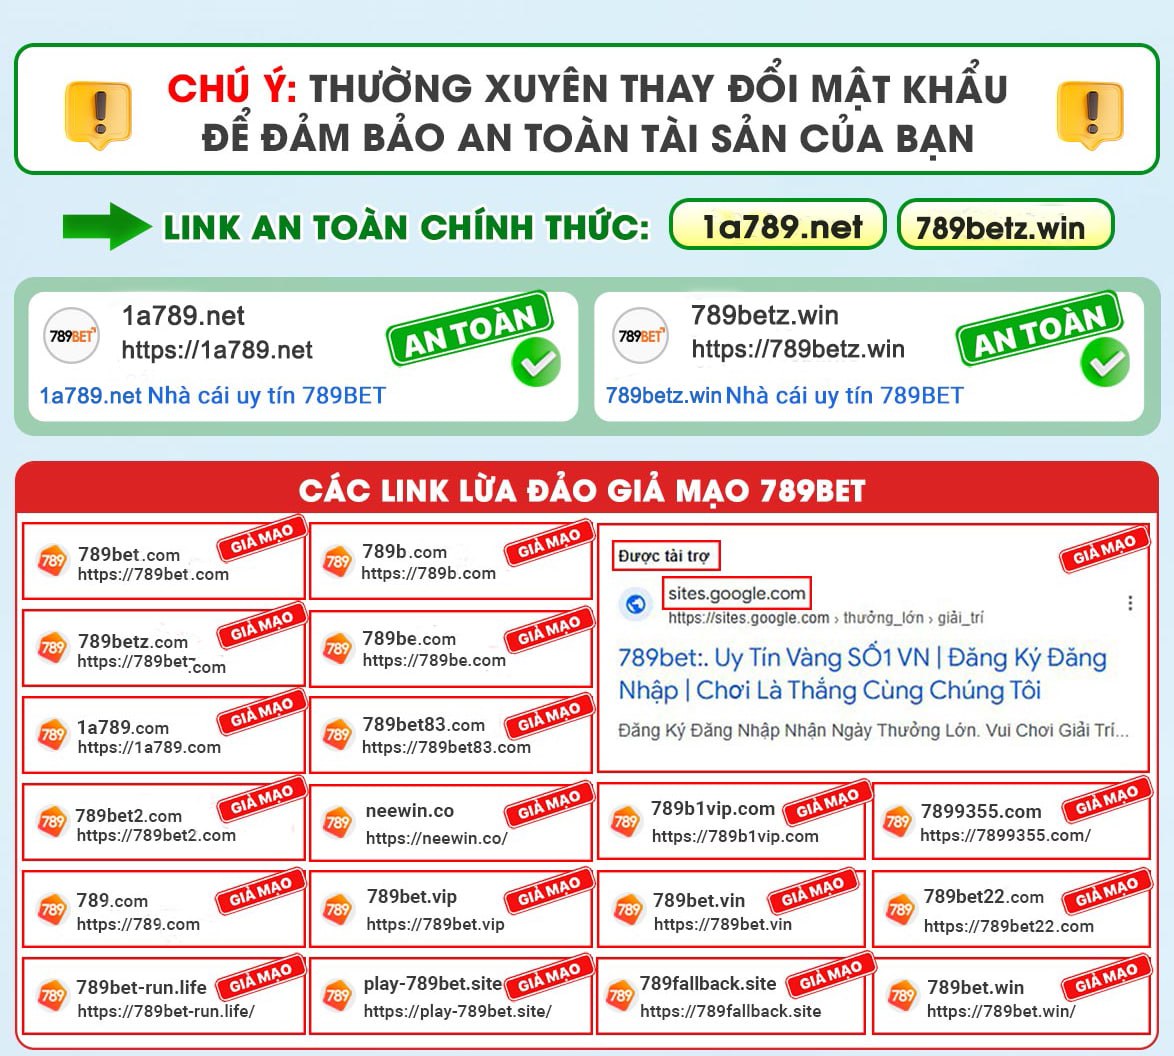 CHÚ Ý: THƯỜNG XUYÊN THAY ĐỔI MẬT KHẨU
ĐỂ ĐẢM BẢO AN TOÀN TÀI SẢN CỦA BẠN
LINK AN TOÀN CHÍNH THỨC: 1a789.net 789betz.win
789BET
1a789.net
https://1a789.net
AN TOÀN
1a789.net Nhà cái uy tín 789BET
789BET
789betz.win
https://789betz.win
AN TOÀN
789betz.win Nhà cái uy tín 789BET
CÁC LINK LỪA ĐẢO GIẢ MẠO 789BET
789
789bet.com
https://789bet.com
GIẢ MẠO
789
789b.com
https://789b.com
GIẢ MẠO
Được tài trợ
GIẢ MẠO
sites.google.com
https://sites.google.com › thưởng_lớn › giải_trí
789bet:. Uy Tín Vàng SỐ1 VN | Đăng Ký Đăng
Nhập | Chơi Là Thắng Cùng Chúng Tôi
Đăng Ký Đăng Nhập Nhận Ngày Thưởng Lớn. Vui Chơi Giải Trí...
789
789betz.com
https://789bet-.com
GIẢ MẠO
789
789be.com
https://789be.com
GIẢ MẠO
789
1a789.com
https://1a789.com
GIẢ MẠO
789
789bet83.com
https://789bet83.com
GIẢ MẠO
789
789bet2.com
https://789bet2.com
GIẢ MẠO
789
neewin.co
https://neewin.co/
GIẢ MẠO
789
789b1vip.com
https://789b1vip.com
GIẢ MẠO
789
7899355.com
https://7899355.com/
GIẢ MẠO
789
789.com
https://789.com
GIẢ MẠO
789
789bet.vip
https://789bet.vip
GIẢ MẠO
789
789bet.vin
https://789bet.vin
GIẢ MẠO
789
789bet22.com
https://789bet22.com
GIẢ MẠO
789
789bet-run.life
https://789bet-run.life/
GIẢ MẠO
789
play-789bet.site
https://play-789bet.site/
GIẢ MẠO
789
789fallback.site
https://789fallback.site
GIẢ MẠO
789
789bet.win
https://789bet.win/
GIẢ MẠO